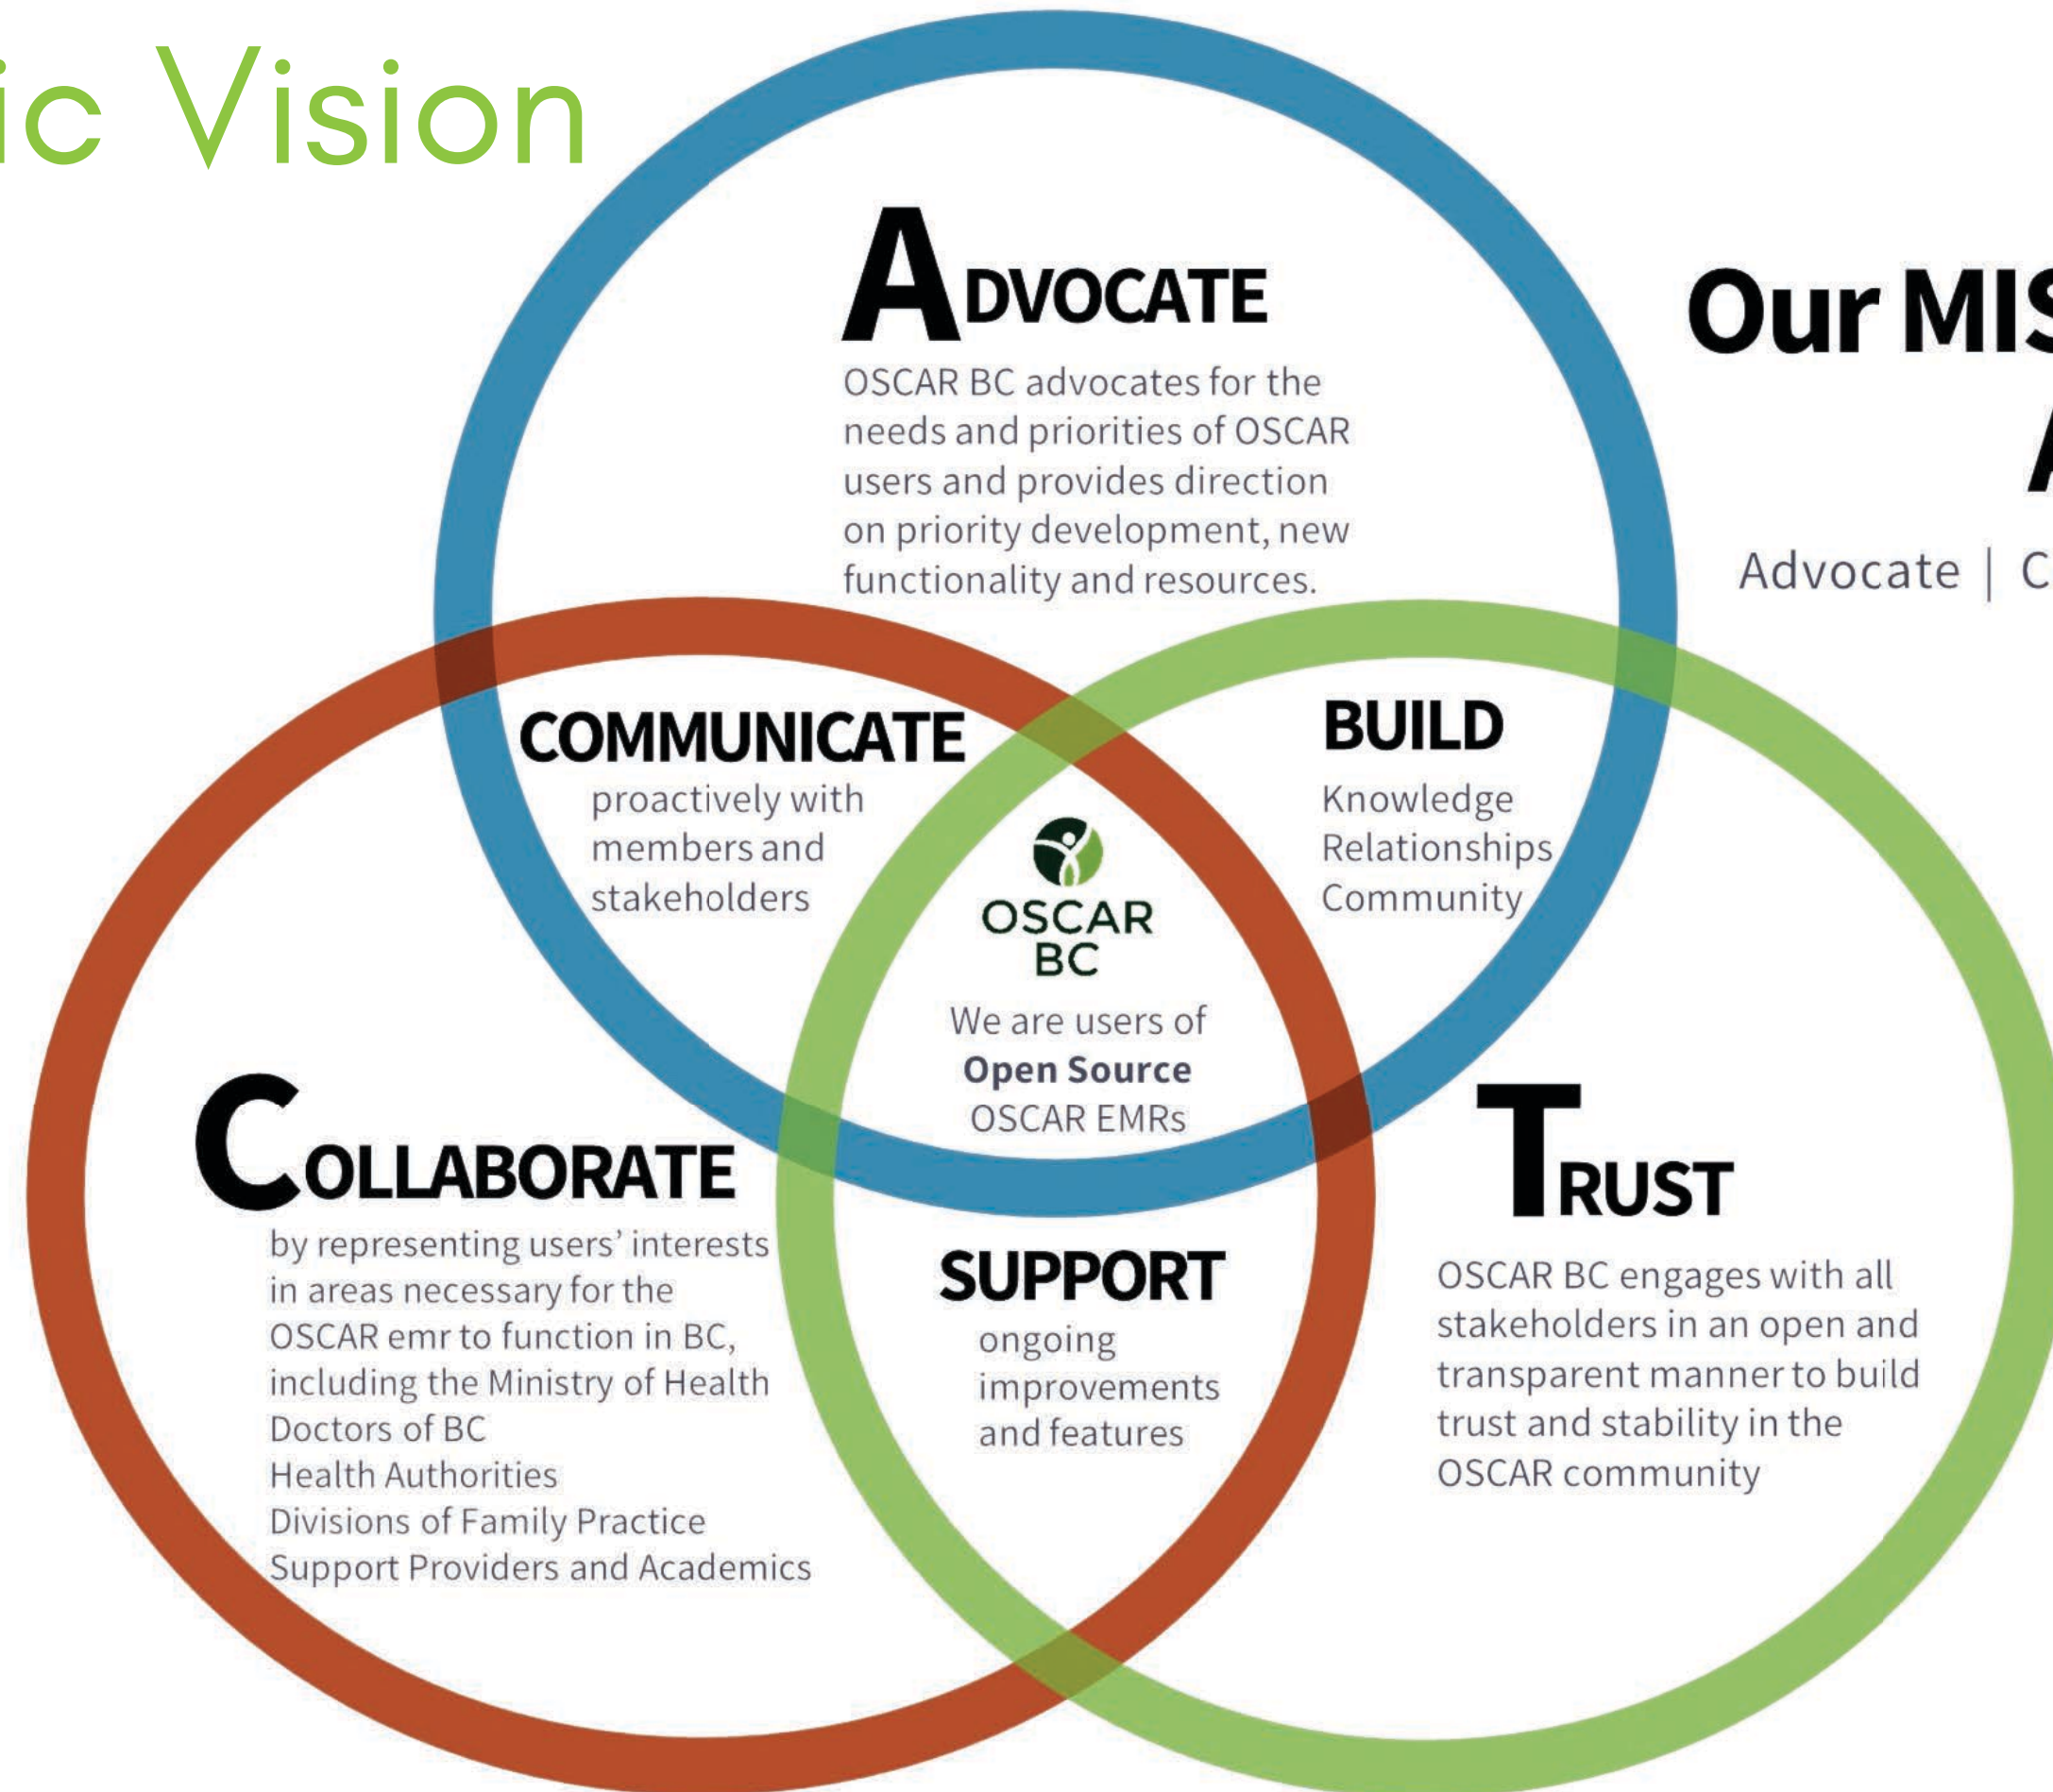 ic Vision
ADVOCATE
OSCAR BC advocates for the
needs and priorities of OSCAR
users and provides direction
on priority development, new
functionality and resources.
Our MIS
A
Advocate | C
COMMUNICATE
proactively with
members and
stakeholders
BUILD
Knowledge
Relationships
Community
OSCAR
BC
We are users of
Open Source
OSCAR EMRs
COLLABORATE
by representing users’ interests
in areas necessary for the
OSCAR emr to function in BC,
including the Ministry of Health
Doctors of BC
Health Authorities
Divisions of Family Practice
Support Providers and Academics
SUPPORT
ongoing
improvements
and features
TRUST
OSCAR BC engages with all
stakeholders in an open and
transparent manner to build
trust and stability in the
OSCAR community